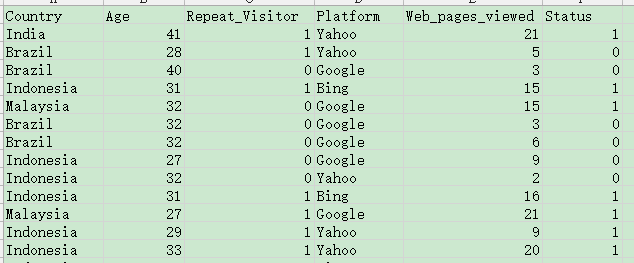 Country Age Repeat_Visitor Platform Web_pages_viewed Status
India 41 1 Yahoo 21 1
Brazil 28 1 Yahoo 5 0
Brazil 40 0 Google 3 0
Indonesia 31 1 Bing 15 1
Malaysia 32 0 Google 15 1
Brazil 32 0 Google 3 0
Brazil 32 0 Google 6 0
Indonesia 27 0 Google 9 0
Indonesia 32 0 Yahoo 2 0
Indonesia 31 1 Bing 16 1
Malaysia 27 1 Google 21 1
Indonesia 29 1 Yahoo 9 1
Indonesia 33 1 Yahoo 20 1